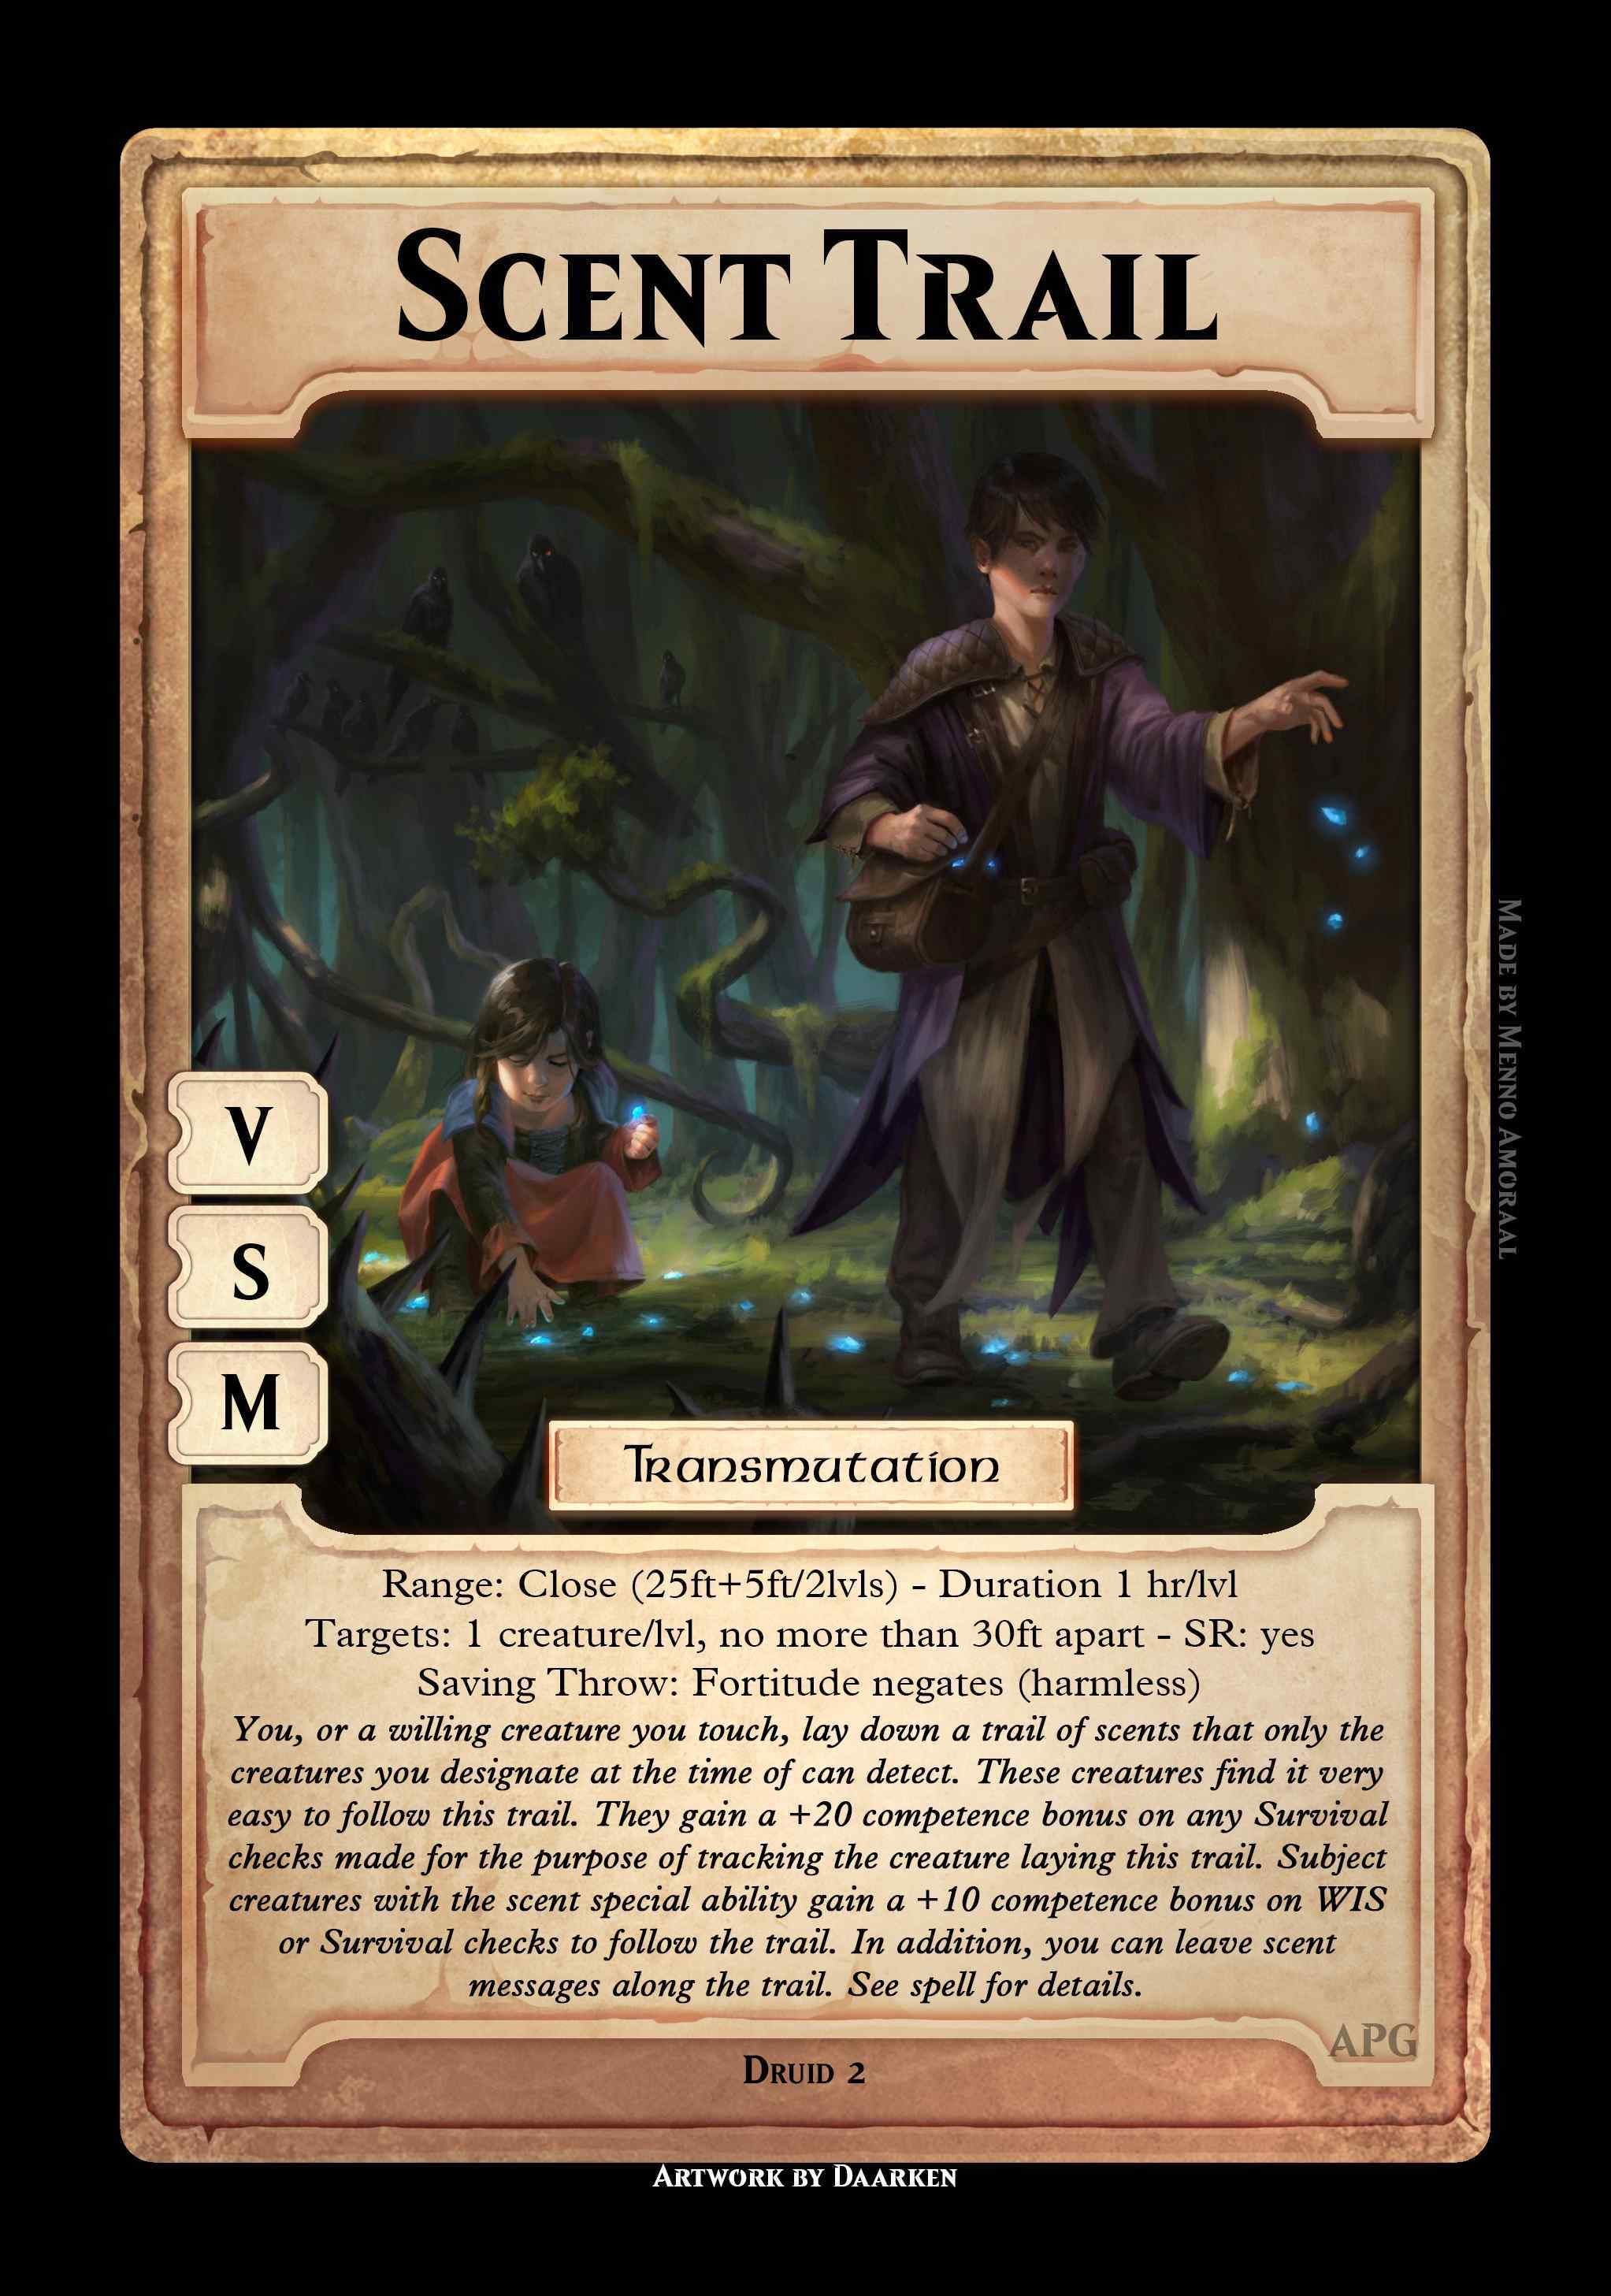 Scent Trail
V
S
M
Transmutation
Range: Close (25ft+5ft/2lvls) - Duration 1 hr/lvl
Targets: 1 creature/lvl, no more than 30ft apart - SR: yes
Saving Throw: Fortitude negates (harmless)
You, or a willing creature you touch, lay down a trail of scents that only the
creatures you designate at the time of can detect. These creatures find it very
easy to follow this trail. They gain a +20 competence bonus on any Survival
checks made for the purpose of tracking the creature laying this trail. Subject
creatures with the scent special ability gain a +10 competence bonus on WIS
or Survival checks to follow the trail. In addition, you can leave scent
messages along the trail. See spell for details.
APG
Druid 2
Artwork by Daarken
Made by Menno Amoraal